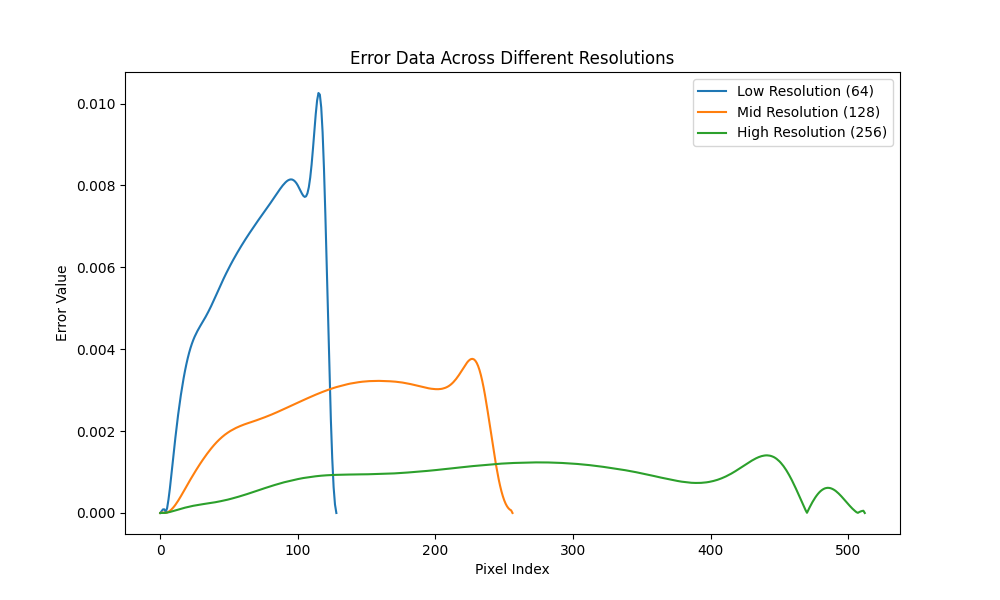 Error Data Across Different Resolutions
Low Resolution (64)
Mid Resolution (128)
High Resolution (256)
Error Value
0.010
0.008
0.006
0.004
0.002
0.000
0 100 200 300 400 500
Pixel Index